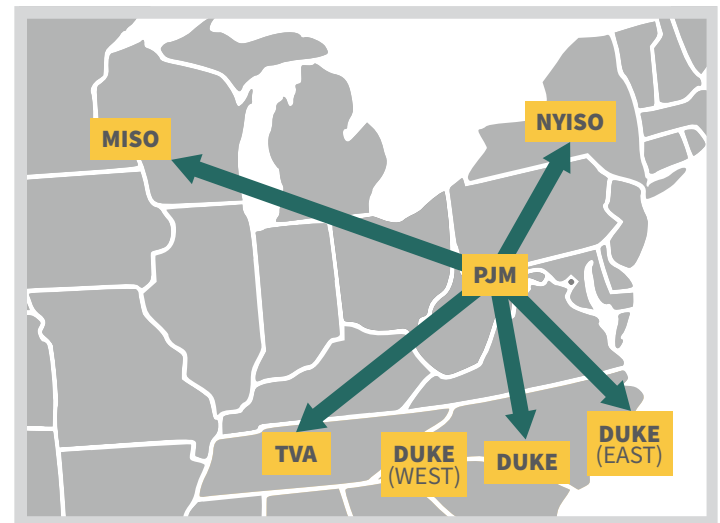 NYISO
MISO
PJM
TVA
DUKE
(WEST)
DUKE
DUKE
(EAST)